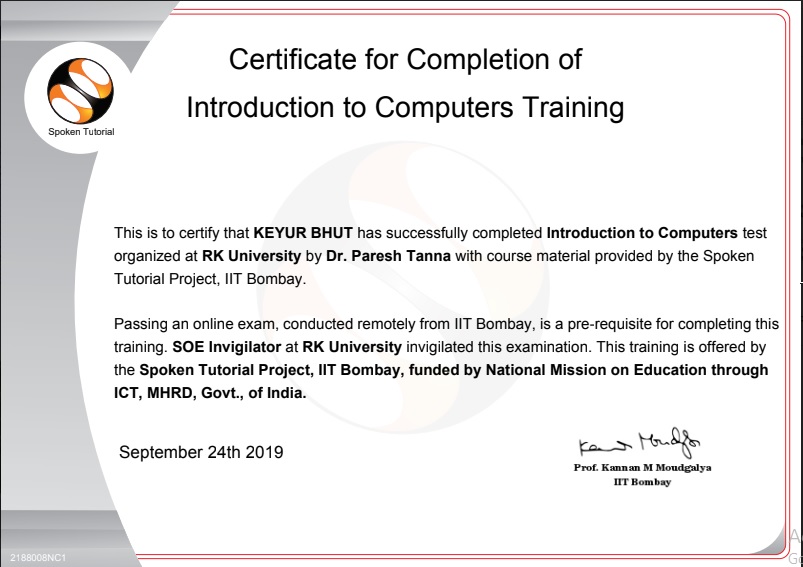 Certificate for Completion of
Introduction to Computers Training
Spoken Tutorial
This is to certify that KEYUR BHUT has successfully completed Introduction to Computers test
organized at RK University by Dr. Paresh Tanna with course material provided by the Spoken
Tutorial Project, IIT Bombay.
Passing an online exam, conducted remotely from IIT Bombay, is a pre-requisite for completing this
training. SOE Invigilator at RK University invigilated this examination. This training is offered by
the Spoken Tutorial Project, IIT Bombay, funded by National Mission on Education through
ICT, MHRD, Govt., of India.
September 24th 2019
Prof. Kannan M Moudgalya
IIT Bombay
2188008NC1